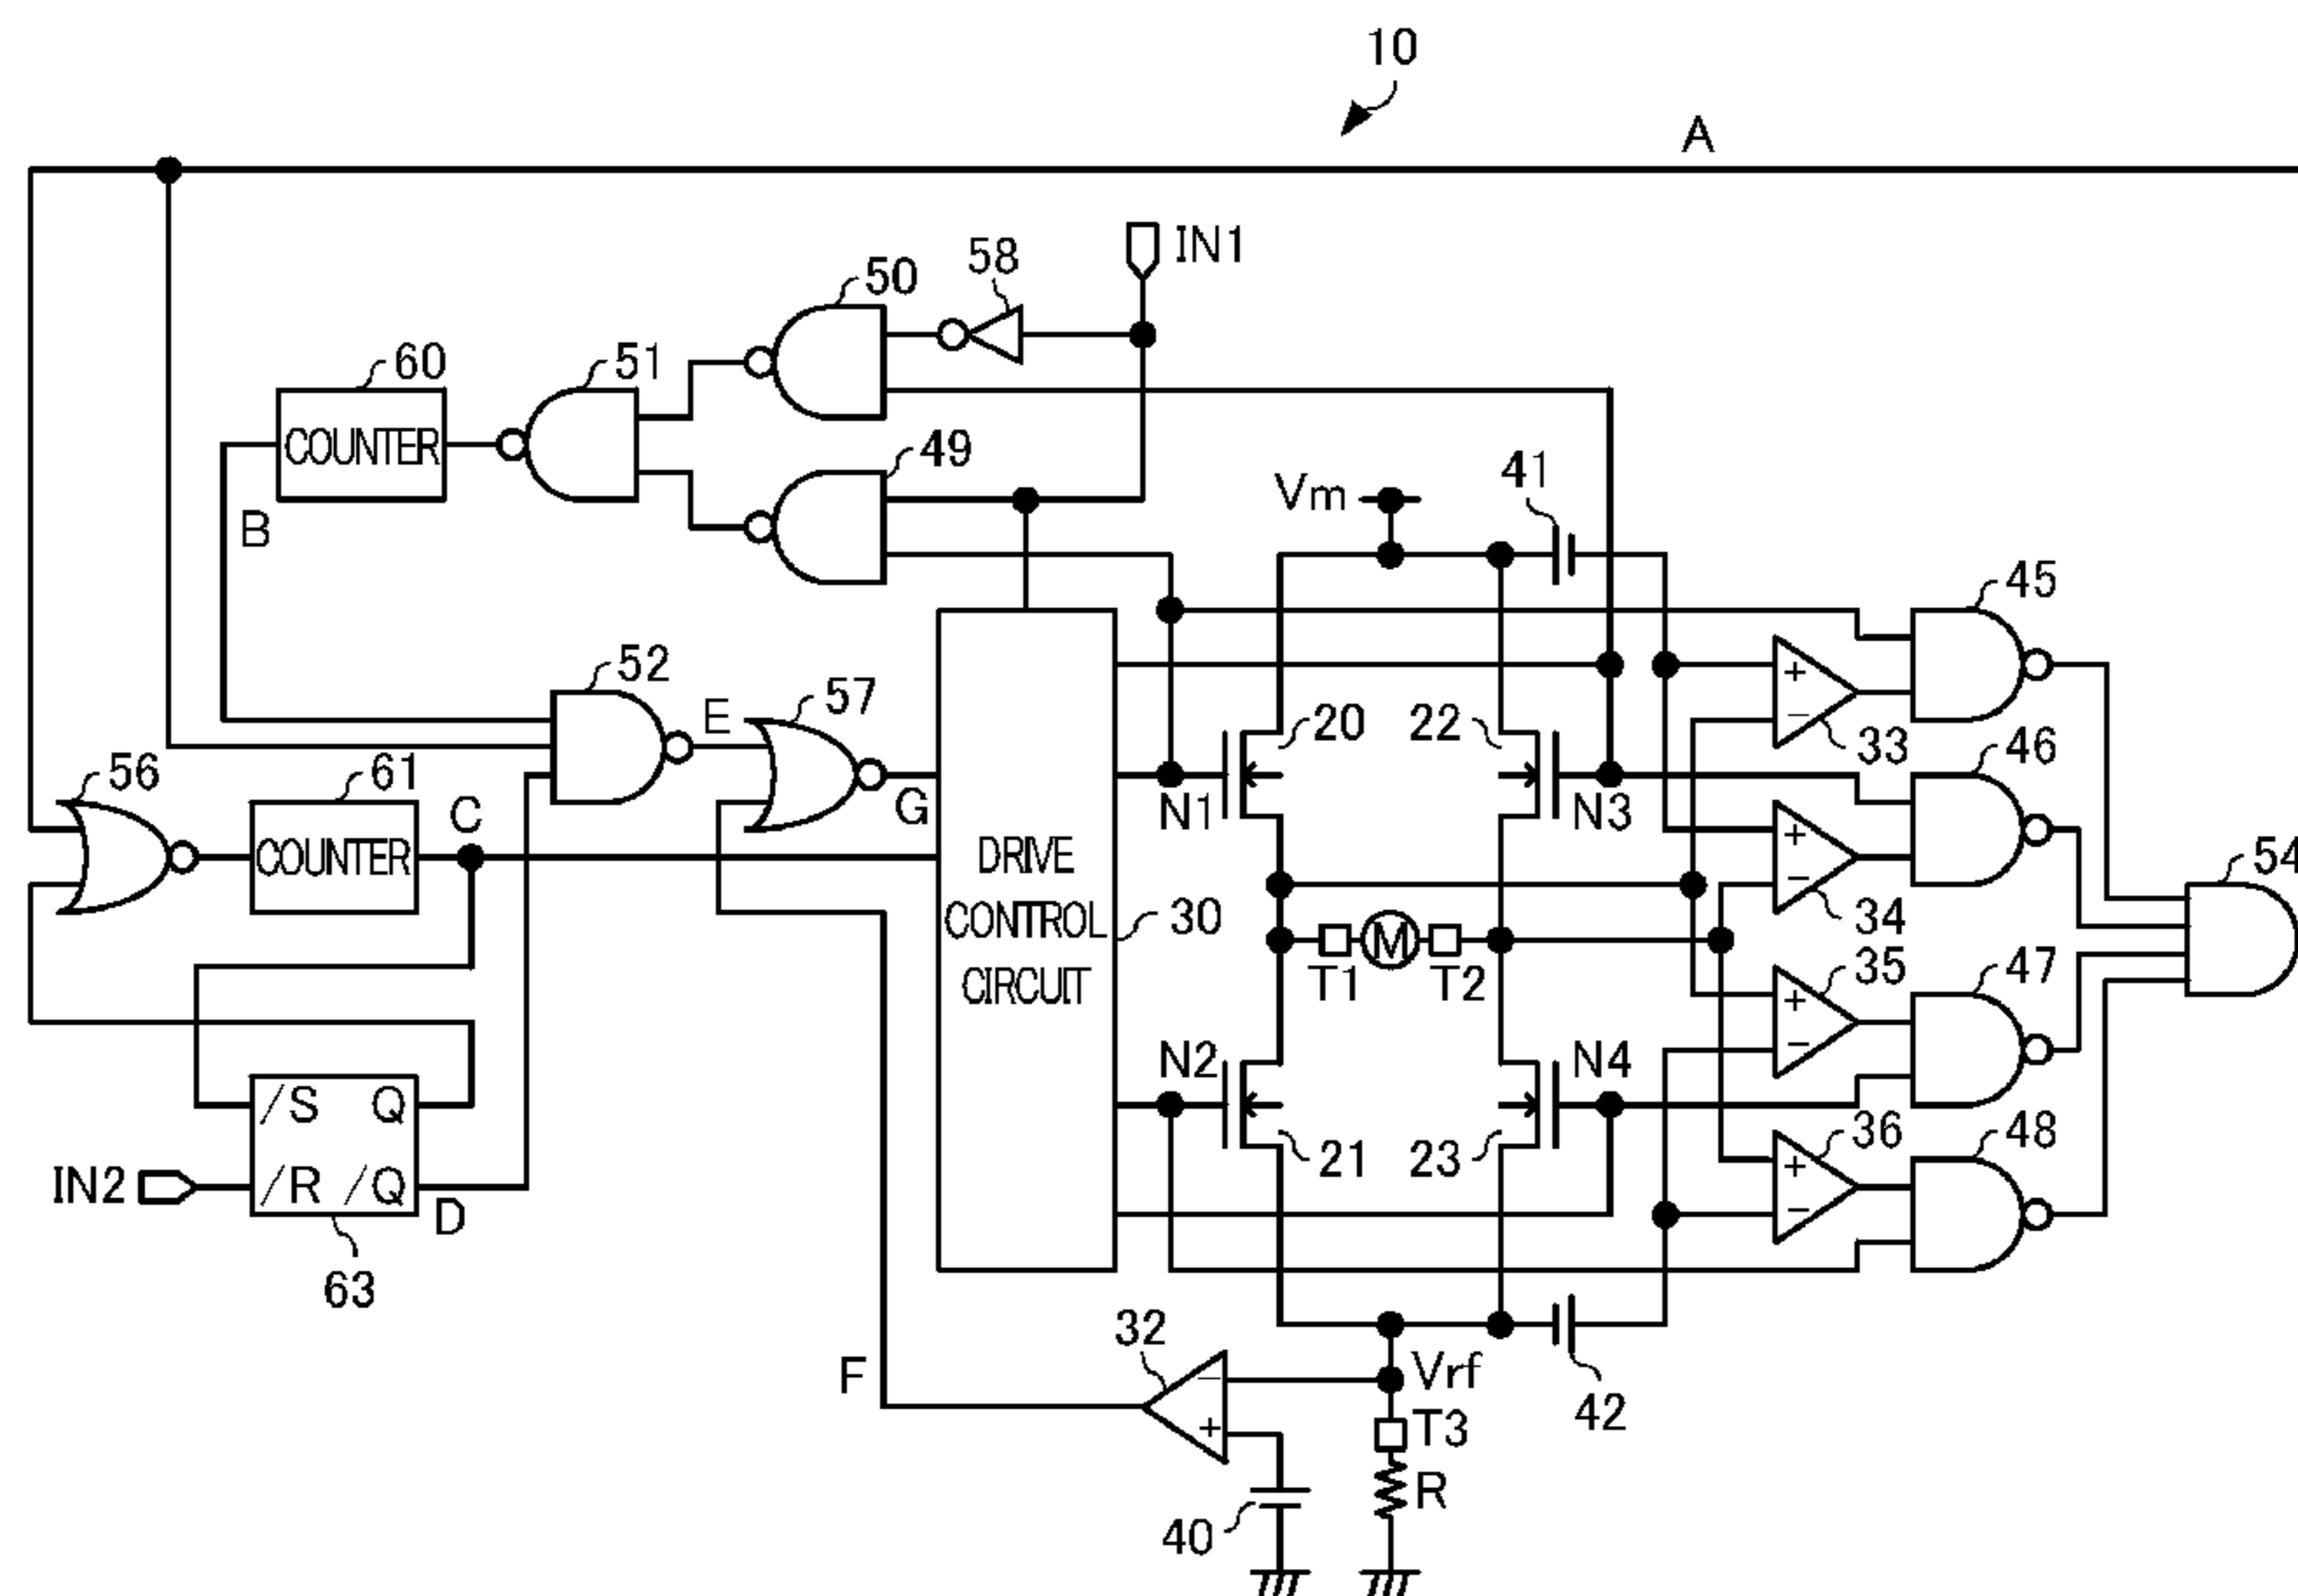 10
A
IN1
58
50
51
60
COUNTER
49
B
Vm
41
45
52
E
57
20
22
33
46
56
61
COUNTER
C
G
N1
N3
34
54
DRIVE
CONTROL
CIRCUIT
30
M
T1
T2
35
47
N2
N4
/S Q
/R /Q
IN2
D
63
21
23
36
48
32
F
Vrf
42
T3
R
40
+
−
+
−
+
−
+
−
−
+